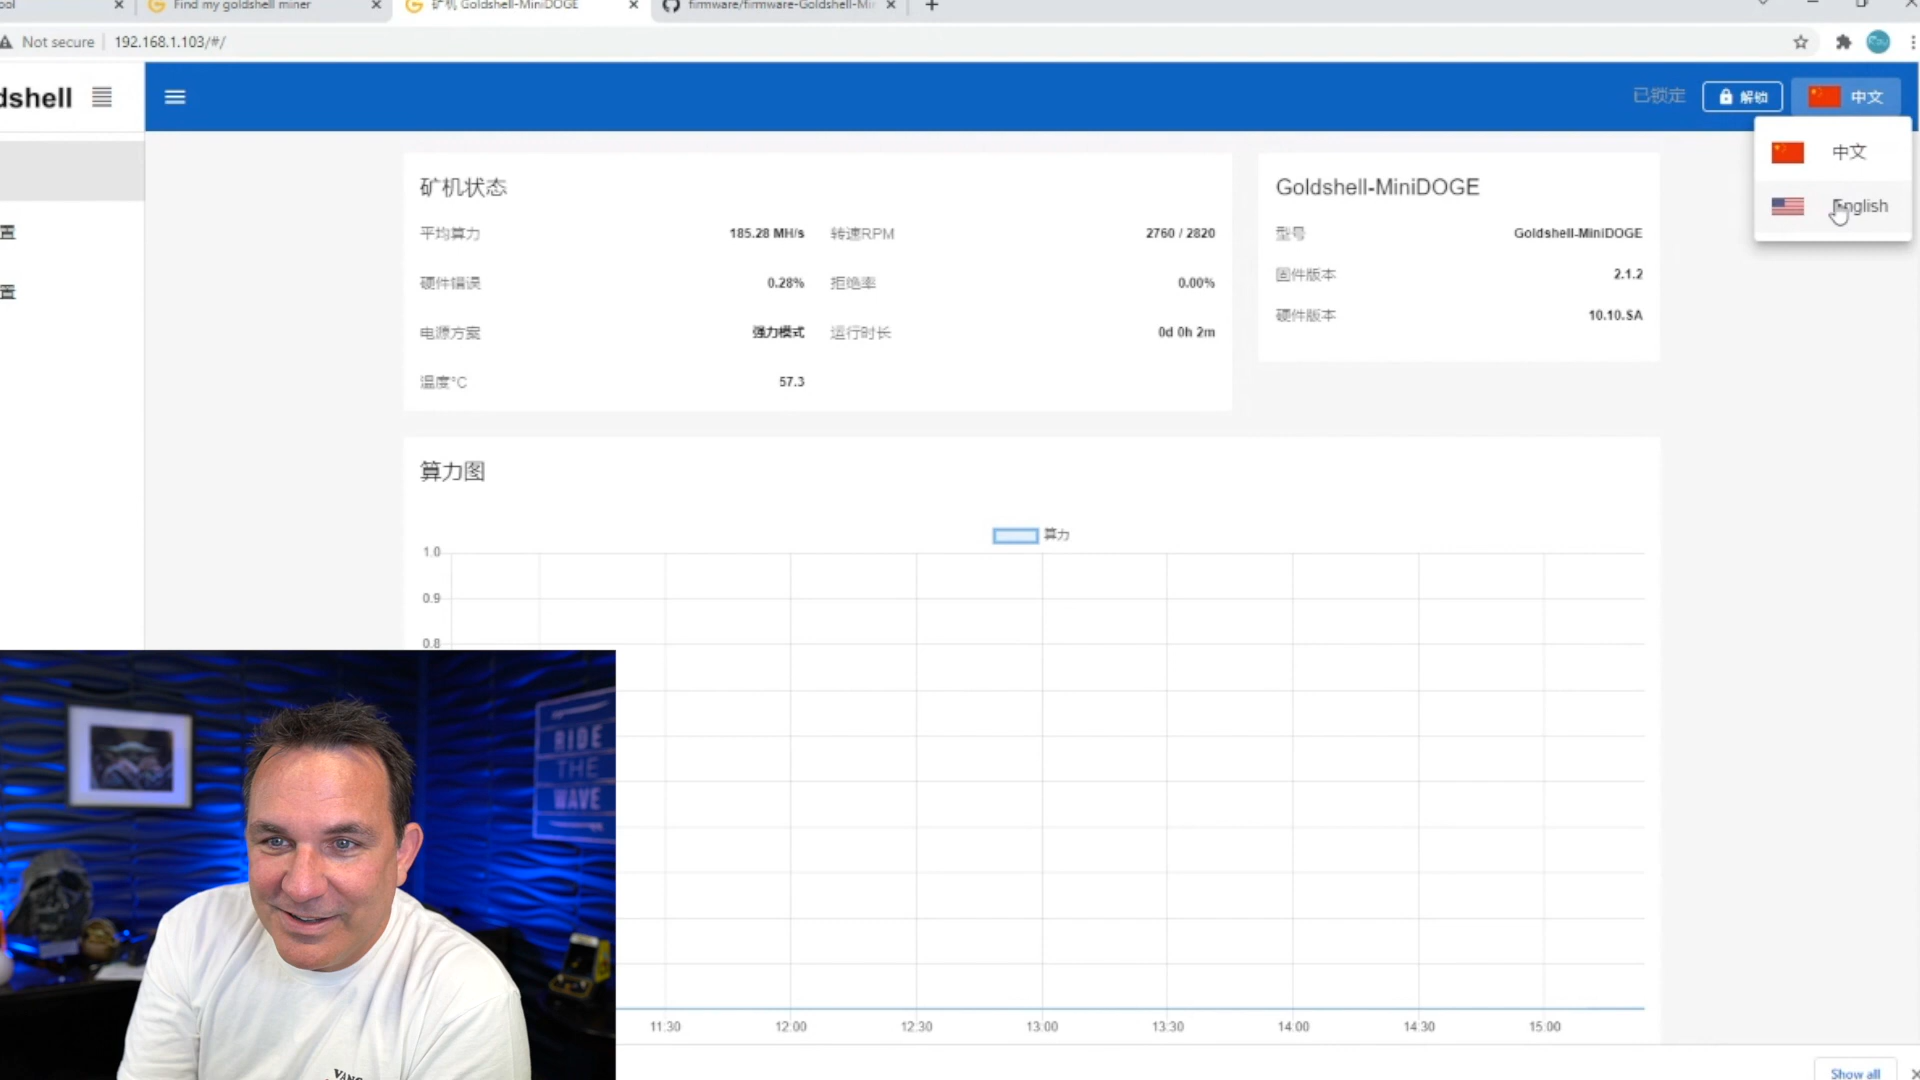 Find my goldshell miner
矿机 Goldshell-MiniDOGE
firmware/firmware-Goldshell-Mi
Not secure
192.168.1.103/#/
dshell
已锁定
解锁
中文
中文
English
置
置
矿机状态
平均算力 185.28 MH/s 转速RPM 2760 / 2820
硬件错误 0.28% 拒绝率 0.00%
电源方案 强力模式 运行时长 0d 0h 2m
温度°C 57.3
Goldshell-MiniDOGE
型号 Goldshell-MiniDOGE
固件版本 2.1.2
硬件版本 10.10.SA
算力图
算力
1.0
0.9
0.8
11:30 12:00 12:30 13:00 13:30 14:00 14:30 15:00
RIDE
THE
WAVE
VANS
Show all